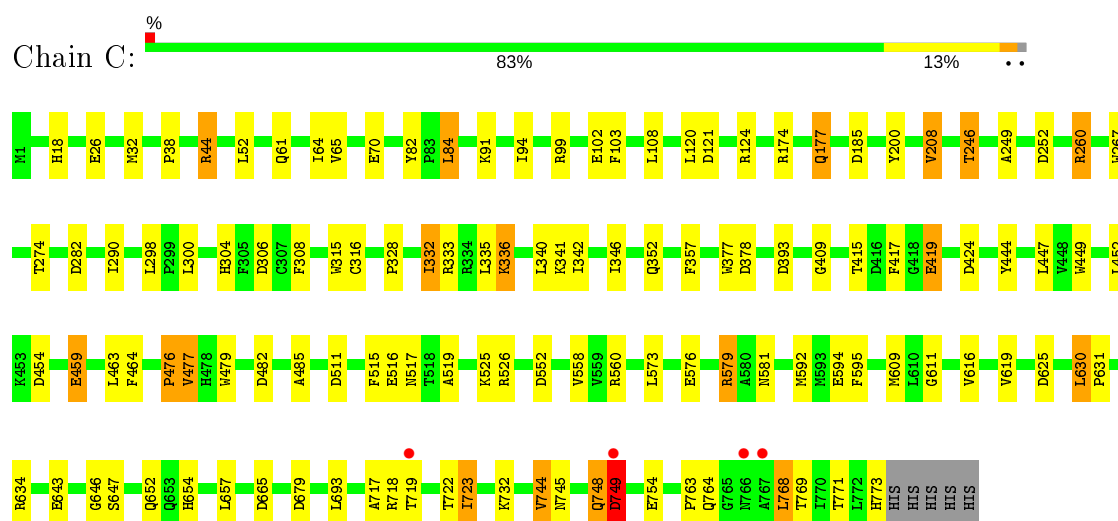 %
Chain C:
83% 13% • •
M1 H18 E26 M32 P38 R44 L52 Q61 I64 V65 E70 Y82 P83 L84 K91 I94 R99 E102 F103 L108 L120 D121 R124 R174 Q177 D185 Y200 V208 T246 A249 D252 R260
T274 D282 I290 L298 P299 L300 H304 F305 D306 C307 F308 W315 C316 P328 I332 R333 R334 L335 K336 L340 K341 I342 I346 Q352 F357 W377 D378 D393 G409 T415 D416 F417 G418 E419 D424 Y444 L447 V448 W449
K453 D454 E459 L463 F464 P476 V477 H478 W479 D482 A485 D511 F515 E516 N517 T518 A519 K525 R526 D552 V558 V559 R560 L573 E576 R579 A580 N581 M592 M593 E594 F595 M609 L610 G611 V616 V619 D625 L630 P631
R634 E643 G646 S647 Q652 Q653 H654 L657 D665 D679 L693 A717 R718 T719 T722 I723 K732 V744 N745 Q748 D749 E754 P763 Q764 G765 N766 A767 L768 T769 I770 T771 L772 H773 HIS HIS HIS HIS HIS